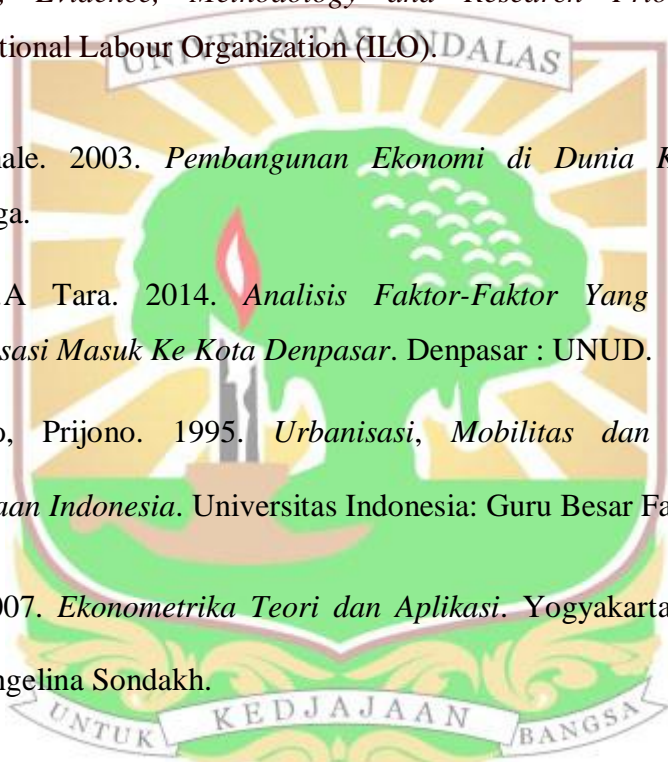 Evidence, Methodology and Research
tional Labour Organization (ILO).
UNIVERSITAS ANDALAS
ale. 2003. Pembangunan Ekonomi di Dunia K
ga.
A Tara. 2014. Analisis Faktor-Faktor Yang
sasi Masuk Ke Kota Denpasar. Denpasar : UNUD.
o, Prijono. 1995. Urbanisasi, Mobilitas dan
aan Indonesia. Universitas Indonesia: Guru Besar Fa
007. Ekonometrika Teori dan Aplikasi. Yogyakarta
ngelina Sondakh.
UNTUK KEDJAJAAN BANGSA